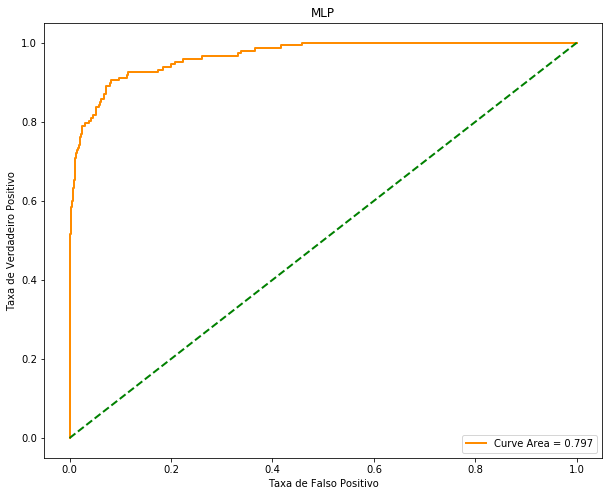 MLP
1.0
0.8
0.6
0.4
0.2
0.0
Taxa de Verdadeiro Positivo
Curve Area = 0.797
0.0 0.2 0.4 0.6 0.8 1.0
Taxa de Falso Positivo